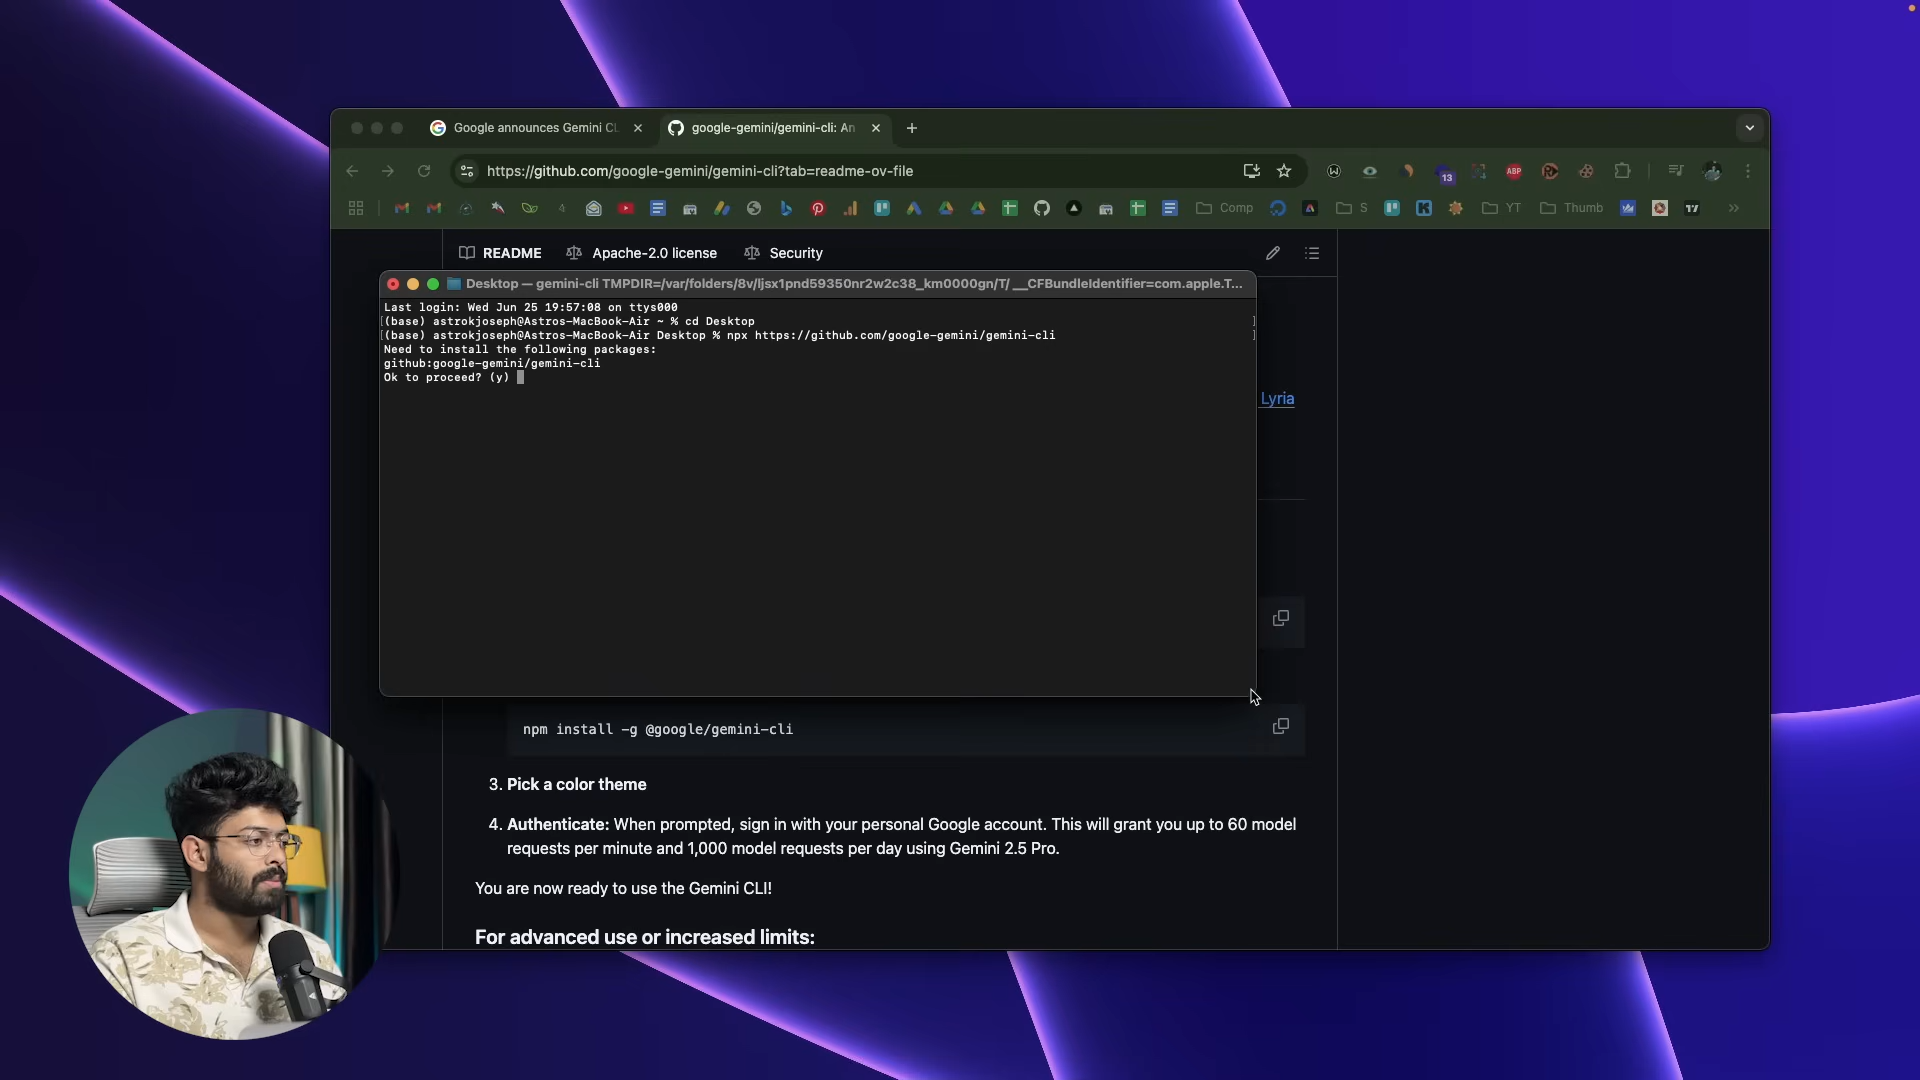 Google announces Gemini CL
google-gemini/gemini-cli: An
https://github.com/google-gemini/gemini-cli?tab=readme-ov-file
13
ABP
Comp
S
YT
Thumb
README
Apache-2.0 license
Security
Desktop — gemini-cli TMPDIR=/var/folders/8v/ljsx1pnd59350nr2w2c38_km0000gn/T/ __CFBundleIdentifier=com.apple.T...
Last login: Wed Jun 25 19:57:08 on ttys000
[(base) astrokjoseph@Astros-MacBook-Air ~ % cd Desktop ]
[(base) astrokjoseph@Astros-MacBook-Air Desktop % npx https://github.com/google-gemini/gemini-cli ]
Need to install the following packages:
github:google-gemini/gemini-cli
Ok to proceed? (y)
Lyria
npm install -g @google/gemini-cli
3. Pick a color theme
4. Authenticate: When prompted, sign in with your personal Google account. This will grant you up to 60 model
requests per minute and 1,000 model requests per day using Gemini 2.5 Pro.
You are now ready to use the Gemini CLI!
For advanced use or increased limits: